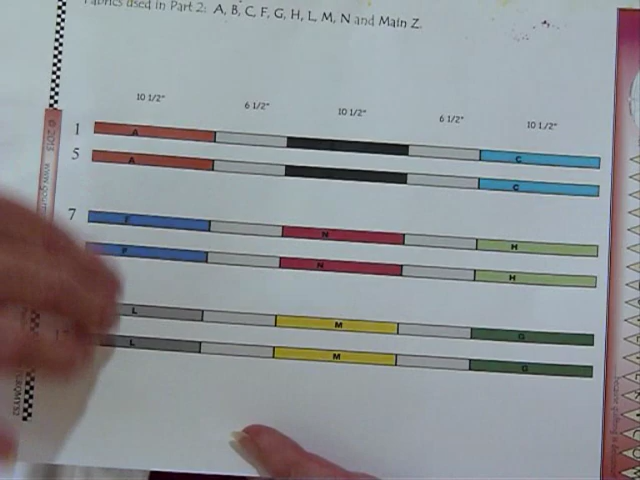 Fabrics used in Part 2: A, B, C, F, G, H, L, M, N and Main Z.
10 1/2" 6 1/2" 10 1/2" 6 1/2" 10 1/2"
1 A C
5 A C
7 F N H
F N H
L M G
L M G
© 2013